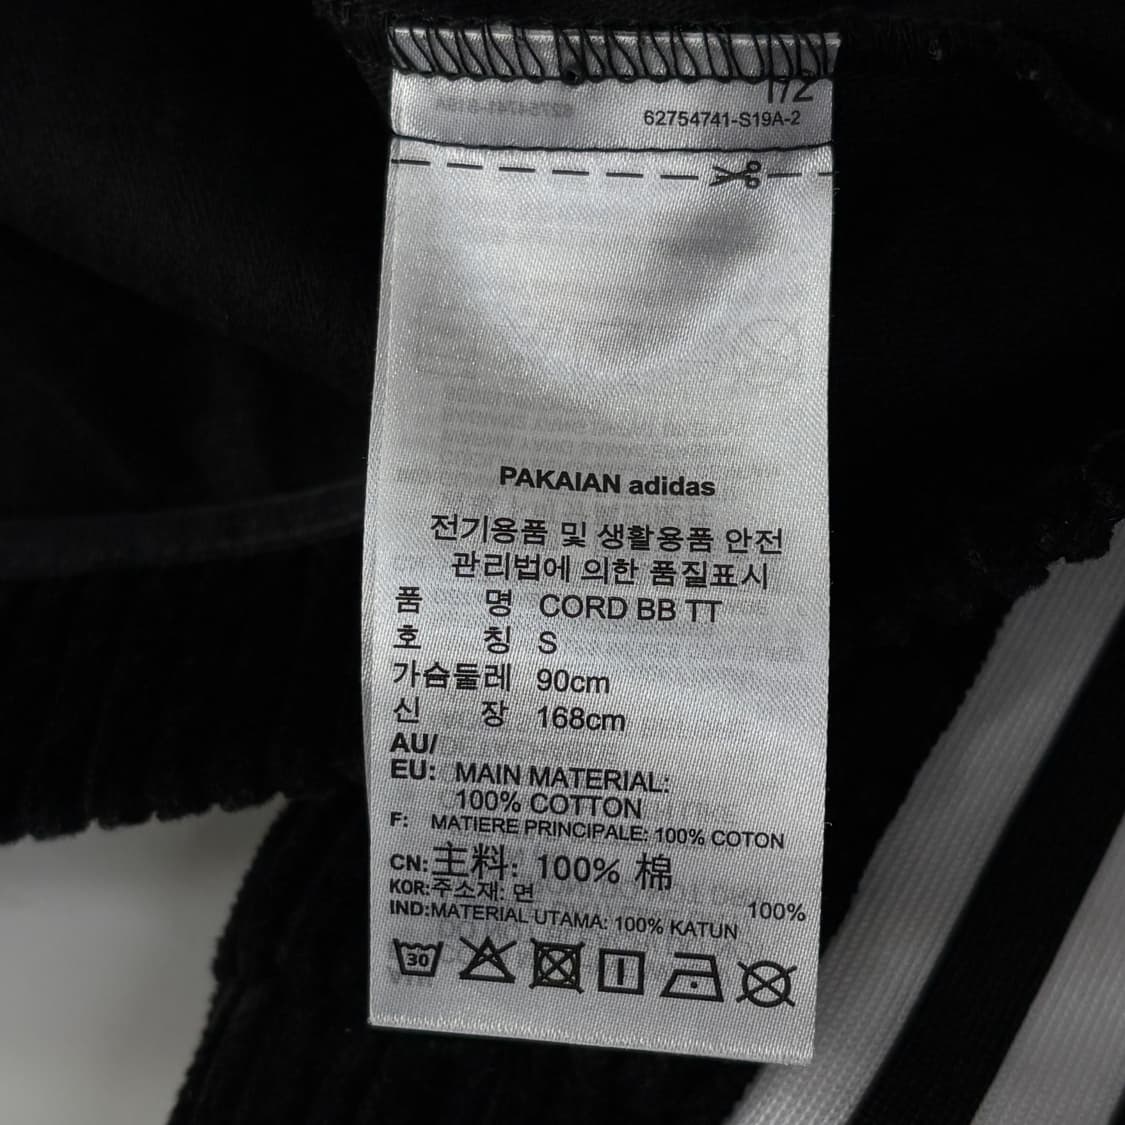 1/2
62754741-S19A-2
PAKAIAN adidas
전기용품 및 생활용품 안전
관리법에 의한 품질표시
품 명 CORD BB TT
호 칭 S
가슴둘레 90cm
신 장 168cm
AU/
EU: MAIN MATERIAL:
100% COTTON
F: MATIERE PRINCIPALE: 100% COTON
CN:主料: 100% 棉
KOR:주소재: 면 100%
IND:MATERIAL UTAMA: 100% KATUN
30